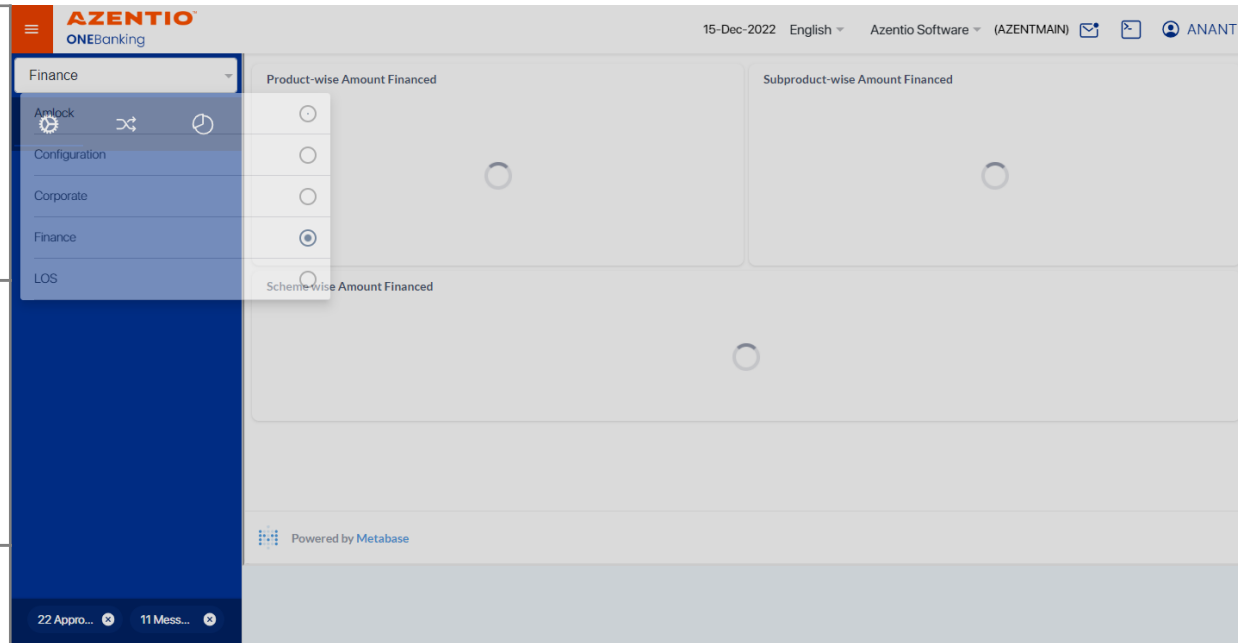 AZENTIO™
ONEBanking
15-Dec-2022 English Azentio Software (AZENTMAIN) ANANT
Finance
Product-wise Amount Financed
Subproduct-wise Amount Financed
Amlock
Configuration
Corporate
Finance
LOS
Scheme-wise Amount Financed
Powered by Metabase
22 Appro... 11 Mess...